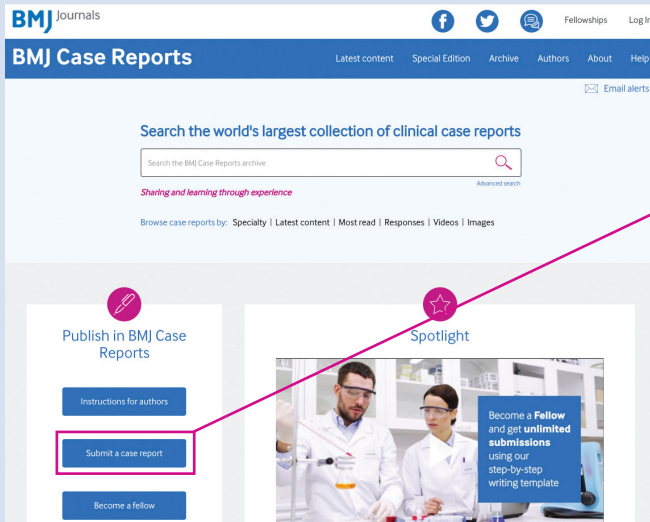 BMJ Journals
Fellowships Log In
BMJ Case Reports
Latest content Special Edition Archive Authors About Help
Email alerts
Search the world's largest collection of clinical case reports
Search the BMJ Case Reports archive
Advanced search
Sharing and learning through experience
Browse case reports by: Specialty | Latest content | Most read | Responses | Videos | Images
Publish in BMJ Case
Reports
Instructions for authors
Submit a case report
Become a fellow
Spotlight
Become a Fellow
and get unlimited
submissions
using our
step-by-step
writing template